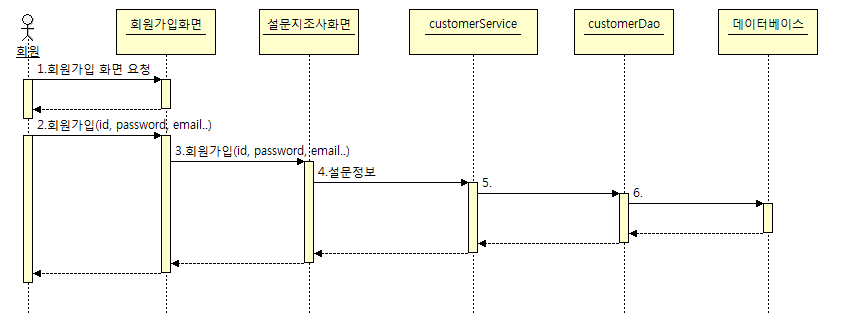 회원
회원가입화면
설문지조사화면
customerService
customerDao
데이터베이스
1.회원가입 화면 요청
2.회원가입(id, password, email..)
3.회원가입(id, password, email..)
4.설문정보
5.
6.